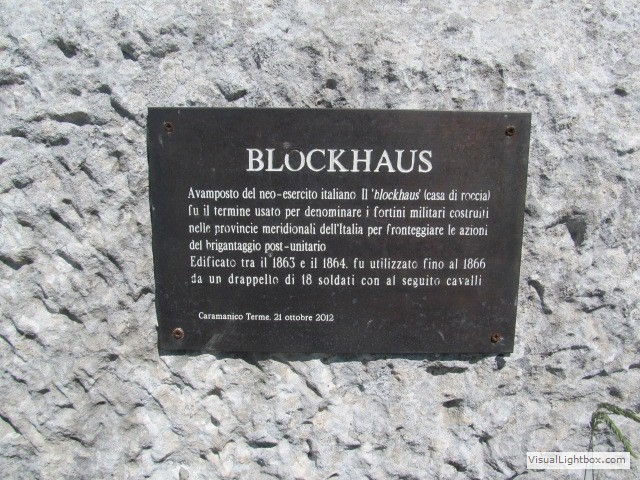 BLOCKHAUS
Avamposto del neo-esercito italiano Il 'blockhaus' (casa di roccia)
fu il termine usato per denominare i fortini militari costruiti
nelle provincie meridionali dell'Italia per fronteggiare le azioni
del brigantaggio post-unitario
Edificato tra il 1863 e il 1864, fu utilizzato fino al 1866
da un drappello di 18 soldati con al seguito cavalli
Caramanico Terme, 21 ottobre 2012
VisualLightbox.com